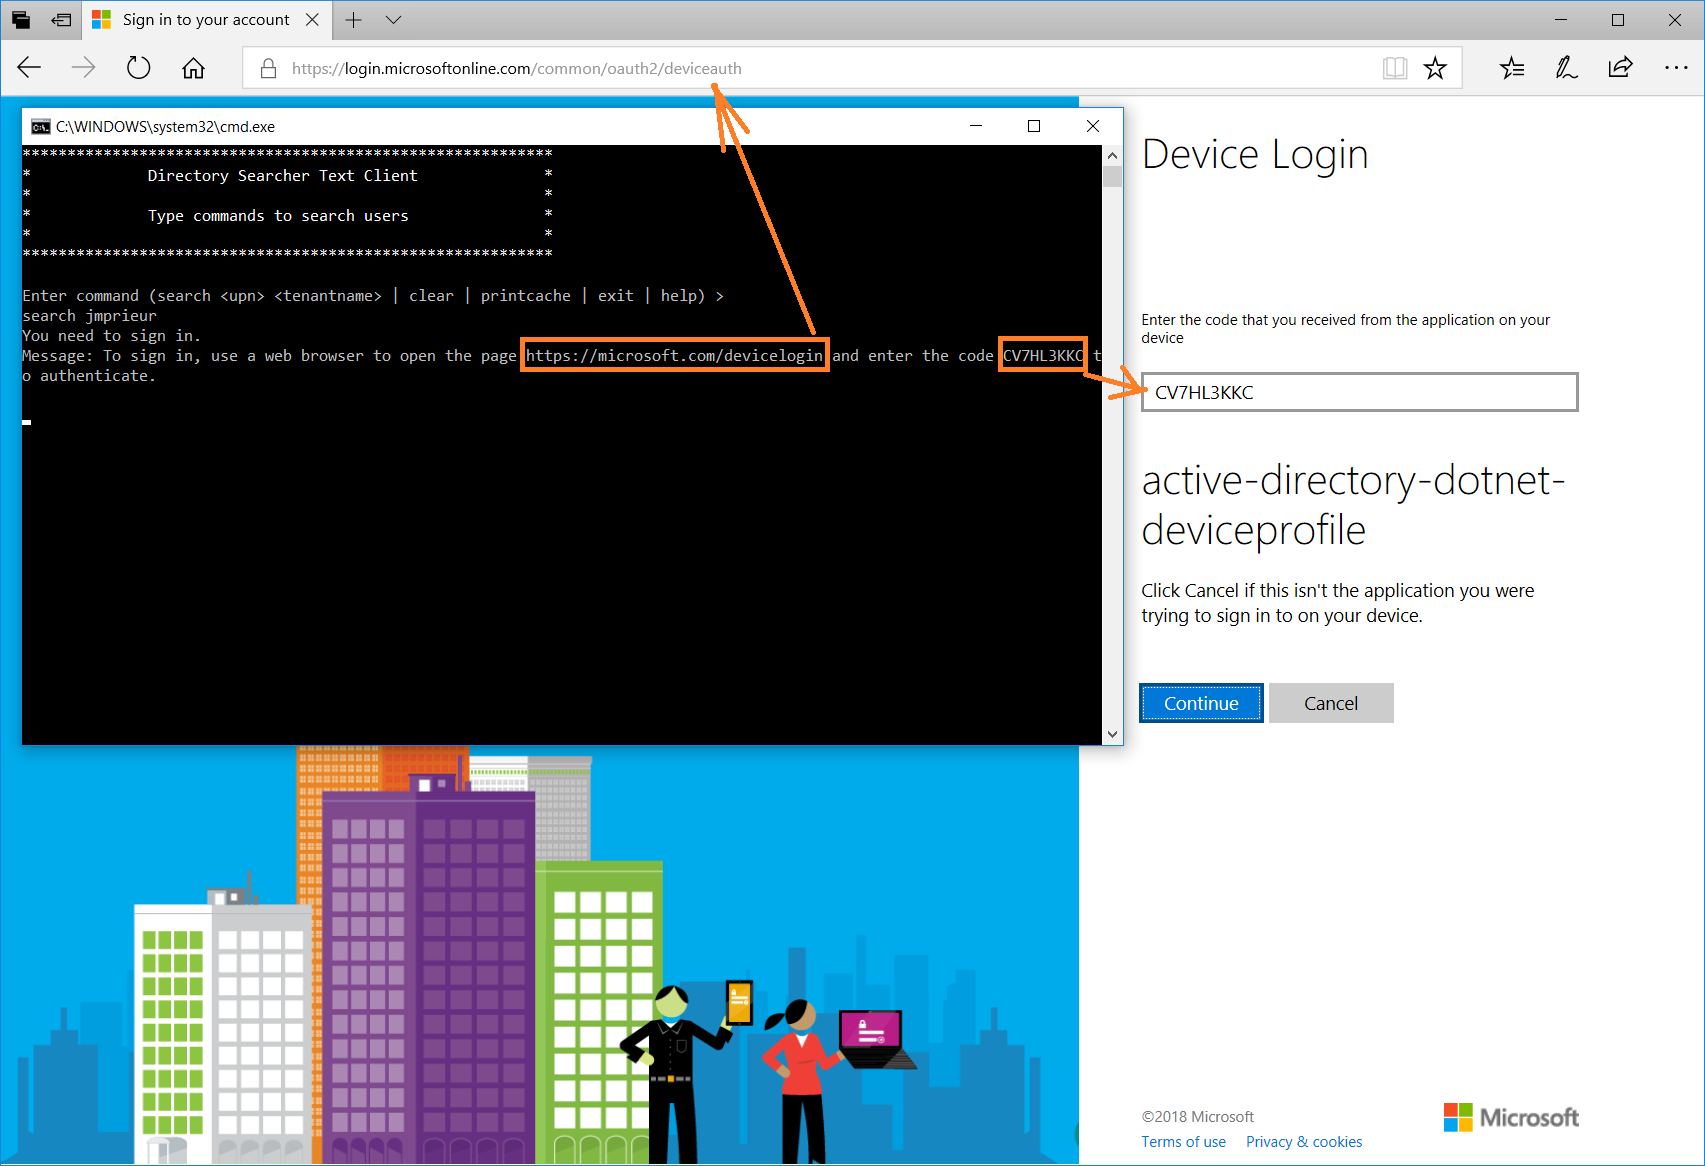 Sign in to your account
https://login.microsoftonline.com/common/oauth2/deviceauth
C:\WINDOWS\system32\cmd.exe
***********************************************************
* Directory Searcher Text Client *
* *
* Type commands to search users *
* *
***********************************************************
Enter command (search <upn> <tenantname> | clear | printcache | exit | help) >
search jmprieur
You need to sign in.
Message: To sign in, use a web browser to open the page https://microsoft.com/devicelogin and enter the code CV7HL3KKC t
o authenticate.
Device Login
Enter the code that you received from the application on your
device
CV7HL3KKC
active-directory-dotnet-
deviceprofile
Click Cancel if this isn't the application you were
trying to sign in to on your device.
Continue
Cancel
©2018 Microsoft
Microsoft
Terms of use
Privacy & cookies